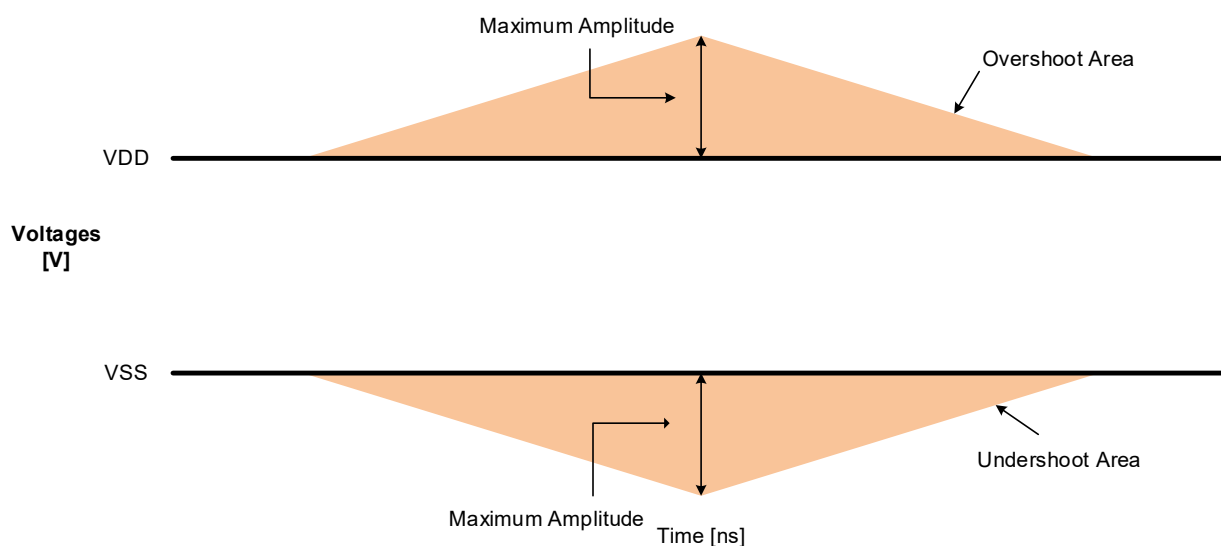 Maximum Amplitude
Overshoot Area
VDD
Voltages
[V]
VSS
Undershoot Area
Maximum Amplitude
Time [ns]